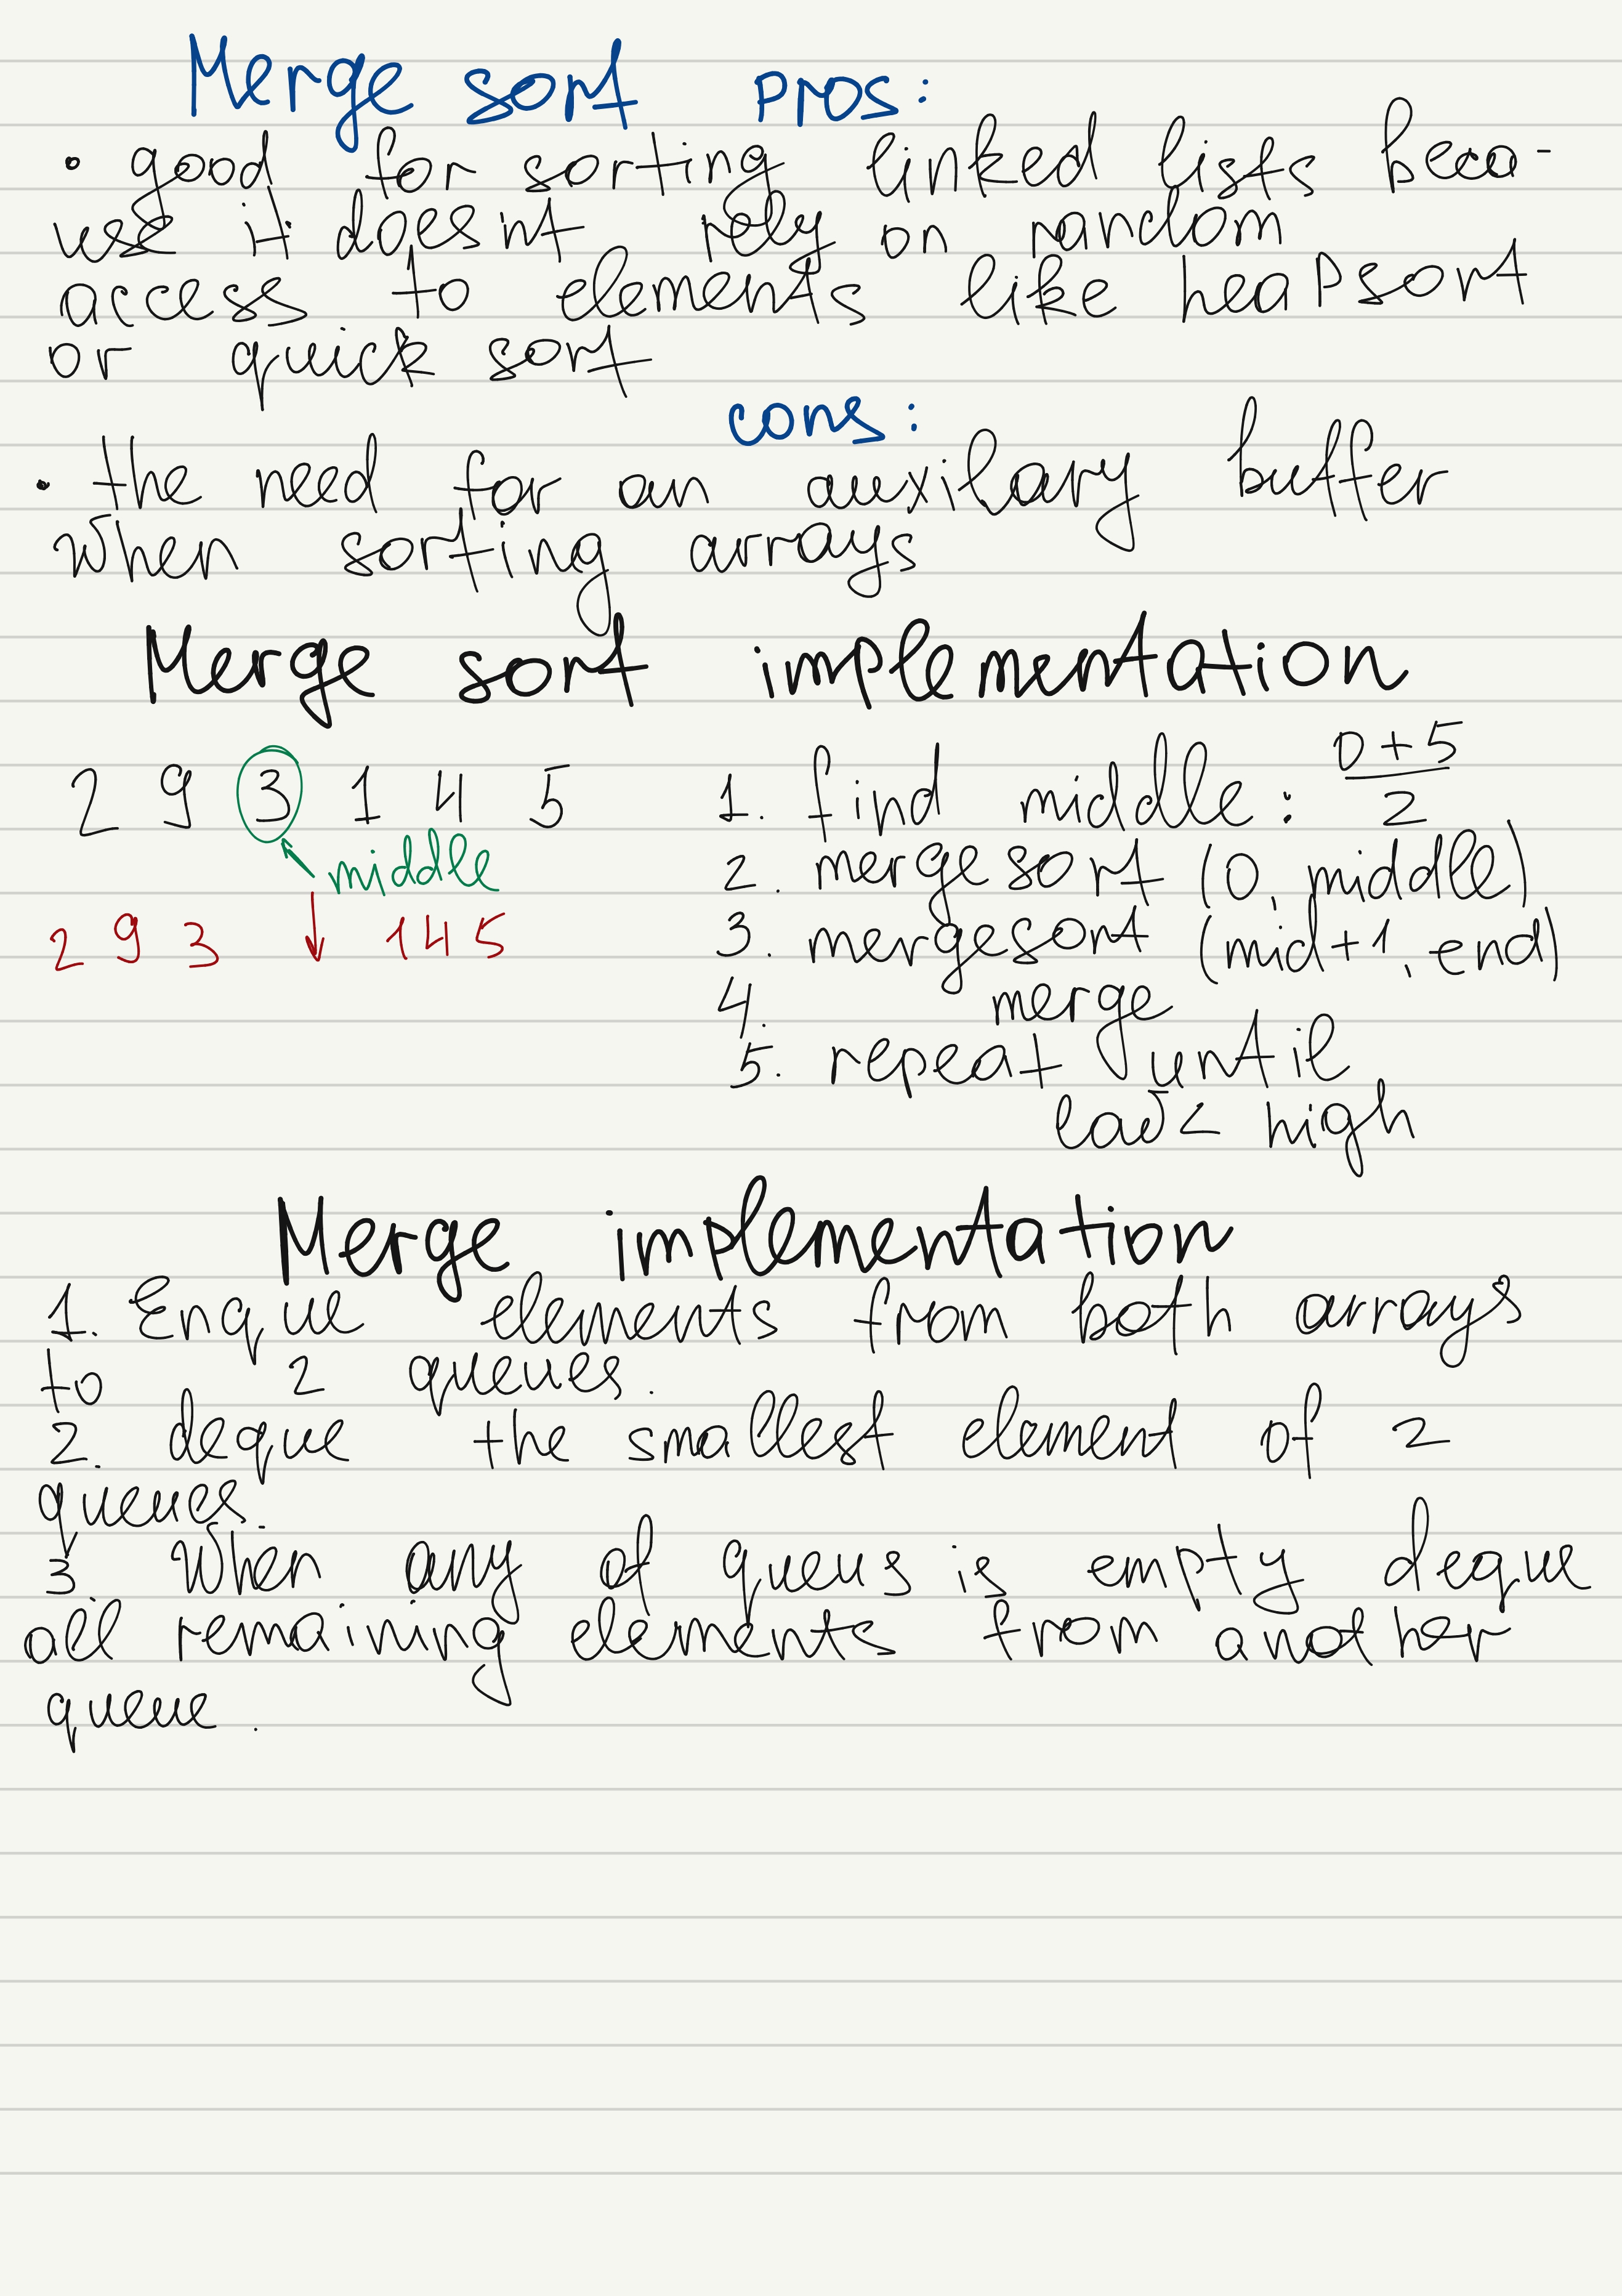 Merge sort pros:
• good for sorting linked lists beca-
use it doesnt rely on random
access to elements like heapsort
or quick sort
cons:
• the need for an auxilary buffer
when sorting arrays
Merge sort implementation
2 9 3 1 4 5
middle
2 9 3 ↓ 1 4 5
1. find middle: (0+5)/2
2. merge sort (0, middle)
3. mergesort (mid+1, end)
4. merge
5. repeat until
low < high
Merge implementation
1. Enque elements from both arrays
to 2 queues.
2. deque the smallest element of 2
queues.
3. When any of queus is empty deque
all remaining elements from another
queue.